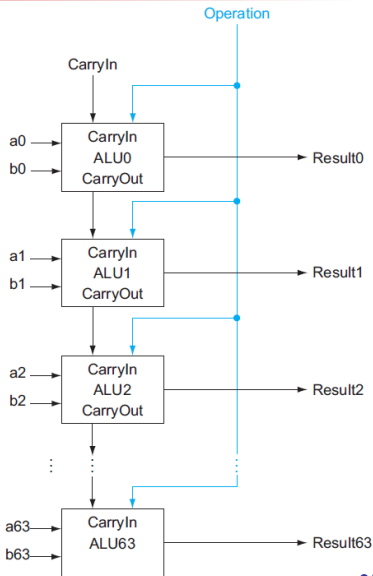 Operation
CarryIn
a0
b0
CarryIn
ALU0
CarryOut
Result0
a1
b1
CarryIn
ALU1
CarryOut
Result1
a2
b2
CarryIn
ALU2
CarryOut
Result2
a63
b63
CarryIn
ALU63
Result63